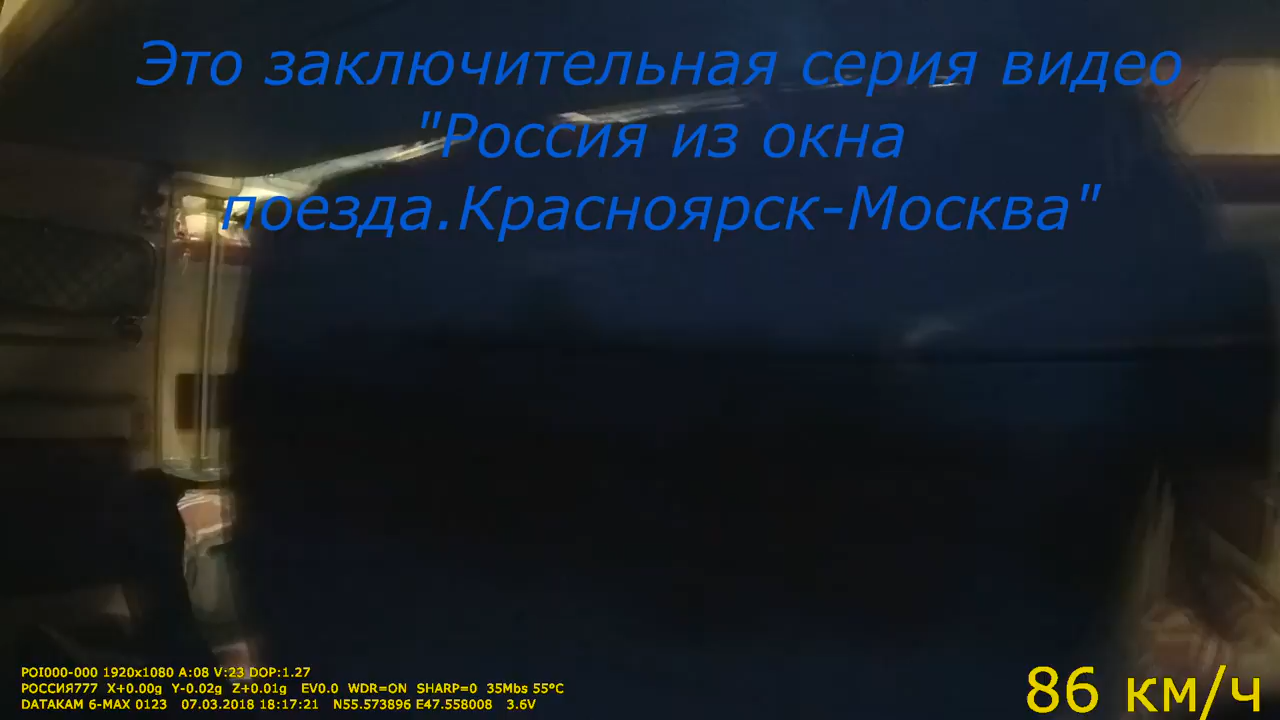 Это заключительная серия видео
"Россия из окна
поезда.Красноярск-Москва"
POI000-000 1920x1080 A:08 V:23 DOP:1.27
РОССИЯ777 X+0.00g Y-0.02g Z+0.01g EV0.0 WDR=ON SHARP=0 35Mbs 55°C
DATAKAM 6-MAX 0123 07.03.2018 18:17:21 N55.573896 E47.558008 3.6V
86 км/ч